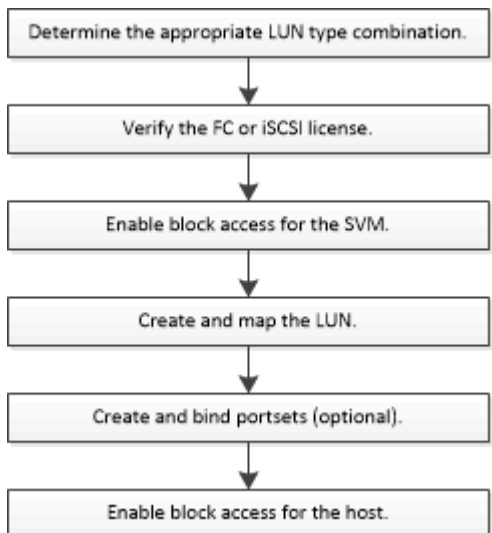 Determine the appropriate LUN type combination.
Verify the FC or iSCSI license.
Enable block access for the SVM.
Create and map the LUN.
Create and bind portsets (optional).
Enable block access for the host.